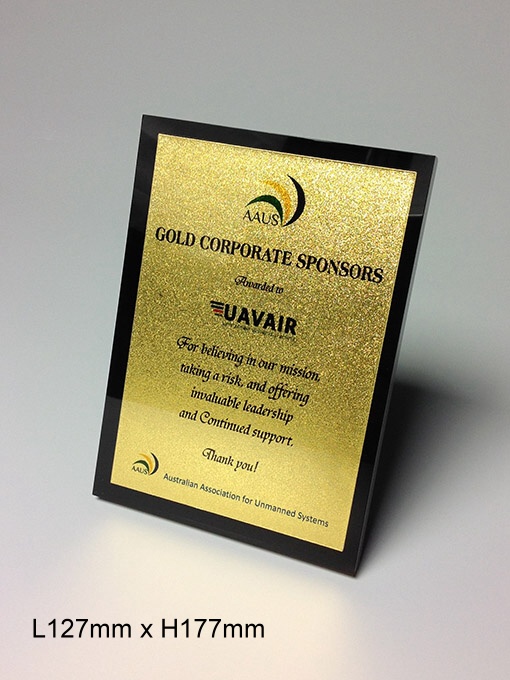 AAUS
GOLD CORPORATE SPONSORS
Awarded to
UAVAIR
For believing in our mission,
taking a risk, and offering
invaluable leadership
and Continued support.
Thank you!
AAUS
Australian Association for Unmanned Systems
L127mm x H177mm